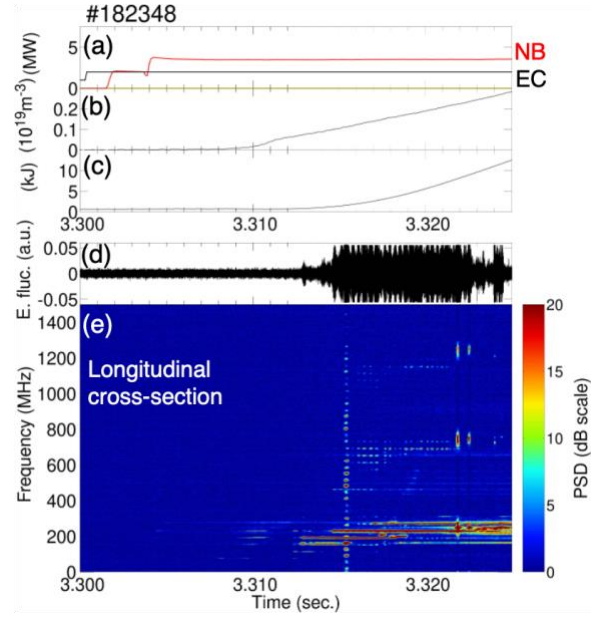 #182348
(a)
NB
EC
5
0
(MW)
(b)
0.2
0.1
0
(10¹⁹m⁻³)
(c)
10
5
0
(kJ)
3.300 3.310 3.320
(d)
0.05
0
-0.05
E. fluc. (a.u.)
(e)
Longitudinal
cross-section
1400
1200
1000
800
600
400
200
0
Frequency (MHz)
3.300 3.310 3.320
Time (sec.)
20
15
10
5
0
PSD (dB scale)